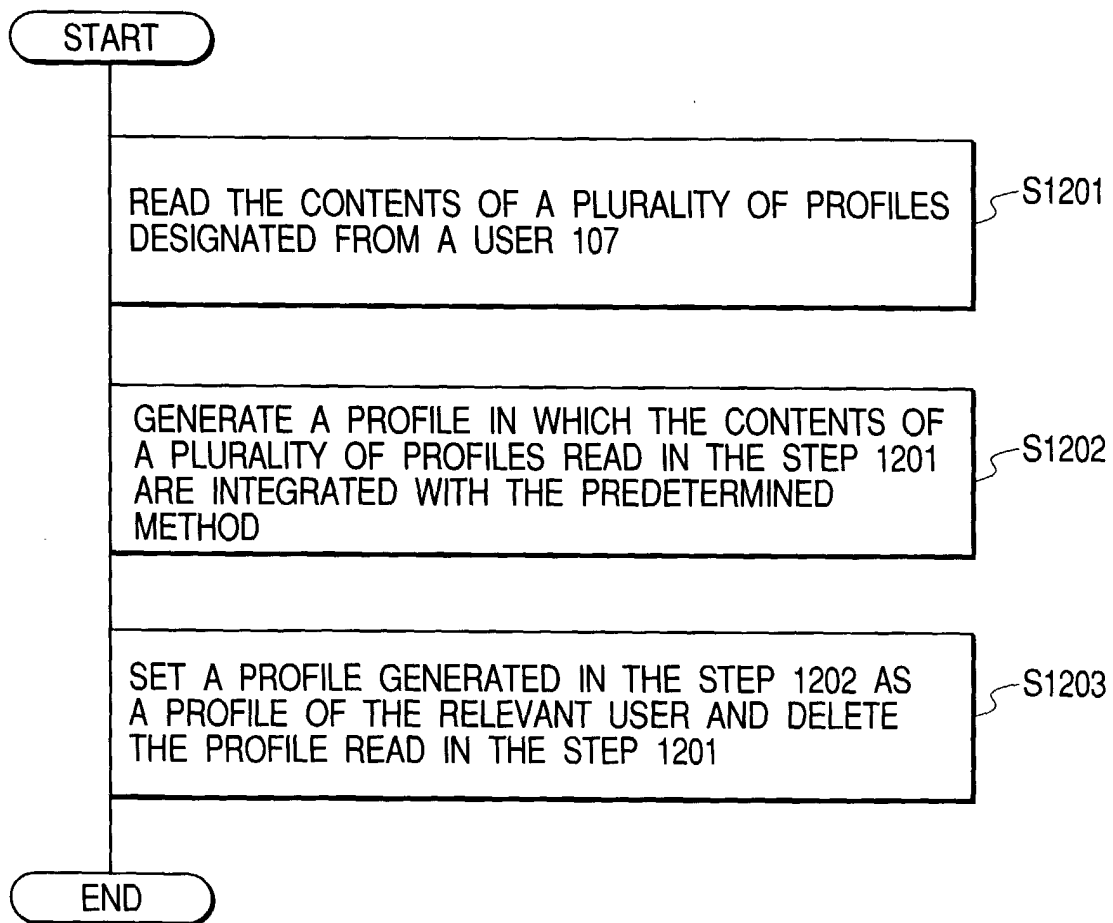 START
READ THE CONTENTS OF A PLURALITY OF PROFILES
DESIGNATED FROM A USER 107
S1201
GENERATE A PROFILE IN WHICH THE CONTENTS OF
A PLURALITY OF PROFILES READ IN THE STEP 1201
ARE INTEGRATED WITH THE PREDETERMINED
METHOD
S1202
SET A PROFILE GENERATED IN THE STEP 1202 AS
A PROFILE OF THE RELEVANT USER AND DELETE
THE PROFILE READ IN THE STEP 1201
S1203
END